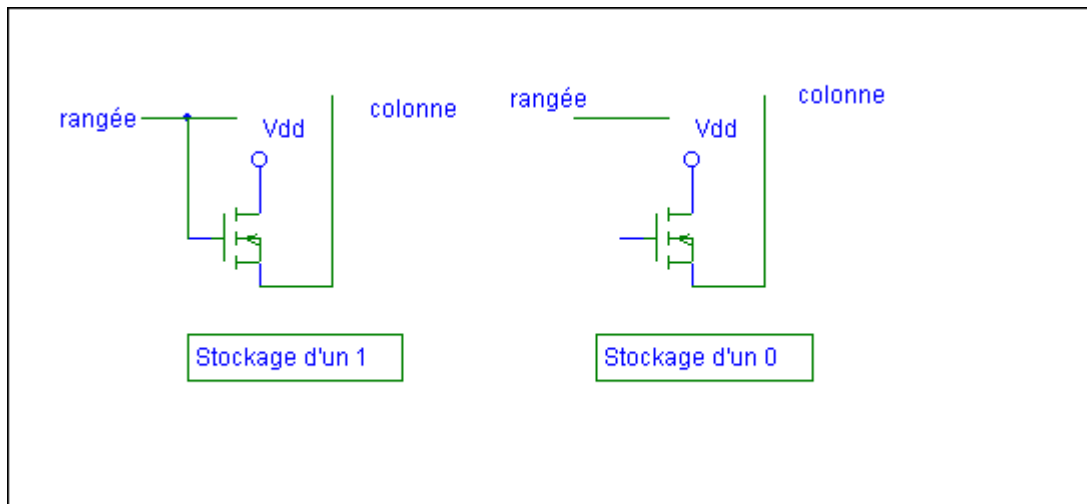 rangée
Vdd
colonne
Stockage d'un 1
rangée
Vdd
colonne
Stockage d'un 0